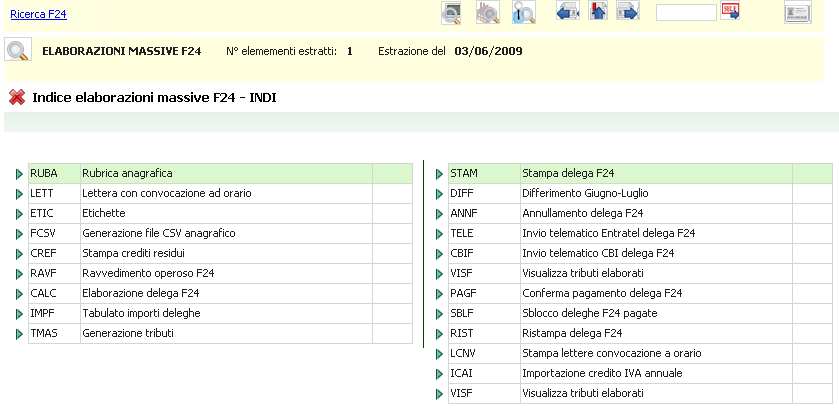 Ricerca F24
SELE
ELABORAZIONI MASSIVE F24 N° elemementi estratti: 1 Estrazione del 03/06/2009
Indice elaborazioni massive F24 - INDI
RUBA Rubrica anagrafica
LETT Lettera con convocazione ad orario
ETIC Etichette
FCSV Generazione file CSV anagrafico
CREF Stampa crediti residui
RAVF Ravvedimento operoso F24
CALC Elaborazione delega F24
IMPF Tabulato importi deleghe
TMAS Generazione tributi
STAM Stampa delega F24
DIFF Differimento Giugno-Luglio
ANNF Annullamento delega F24
TELE Invio telematico Entratel delega F24
CBIF Invio telematico CBI delega F24
VISF Visualizza tributi elaborati
PAGF Conferma pagamento delega F24
SBLF Sblocco deleghe F24 pagate
RIST Ristampa delega F24
LCNV Stampa lettere convocazione a orario
ICAI Importazione credito IVA annuale
VISF Visualizza tributi elaborati